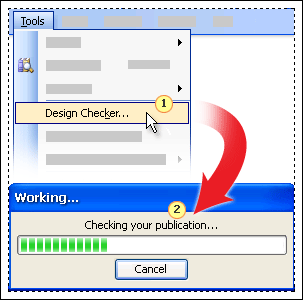 Tools
1
Design Checker...
2
Working...
Checking your publication...
Cancel